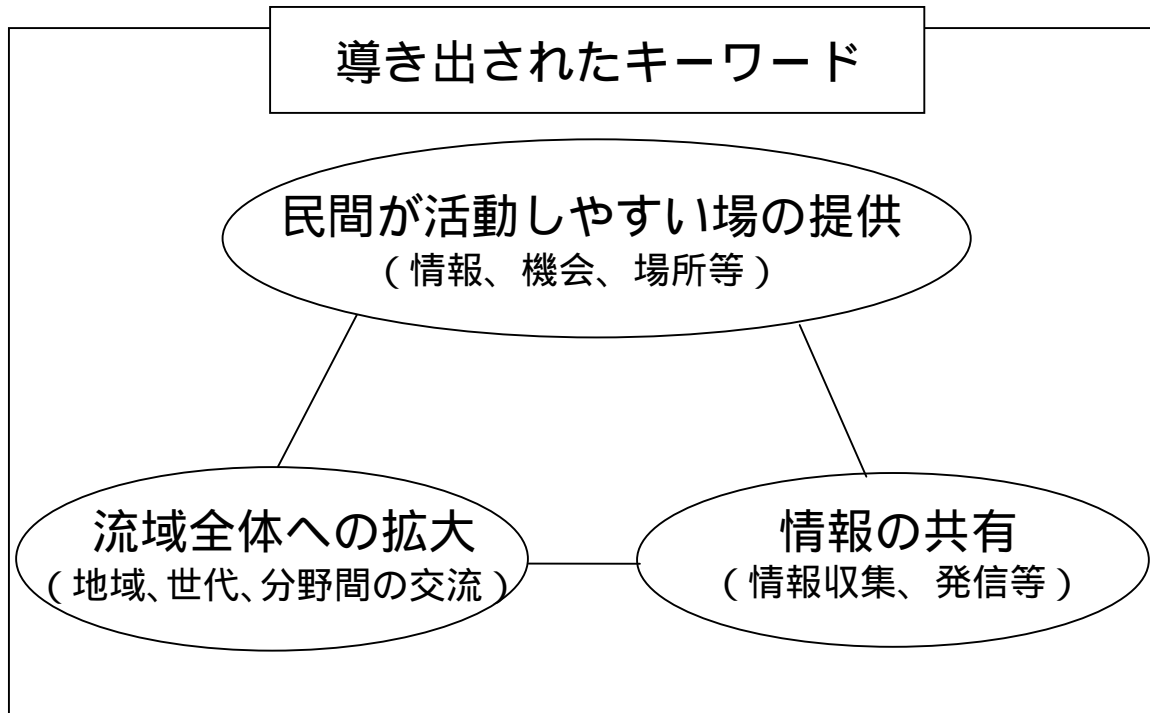 導き出されたキーワード
民間が活動しやすい場の提供
（情報、機会、場所等）
流域全体への拡大
（地域、世代、分野間の交流）
情報の共有
（情報収集、発信等）